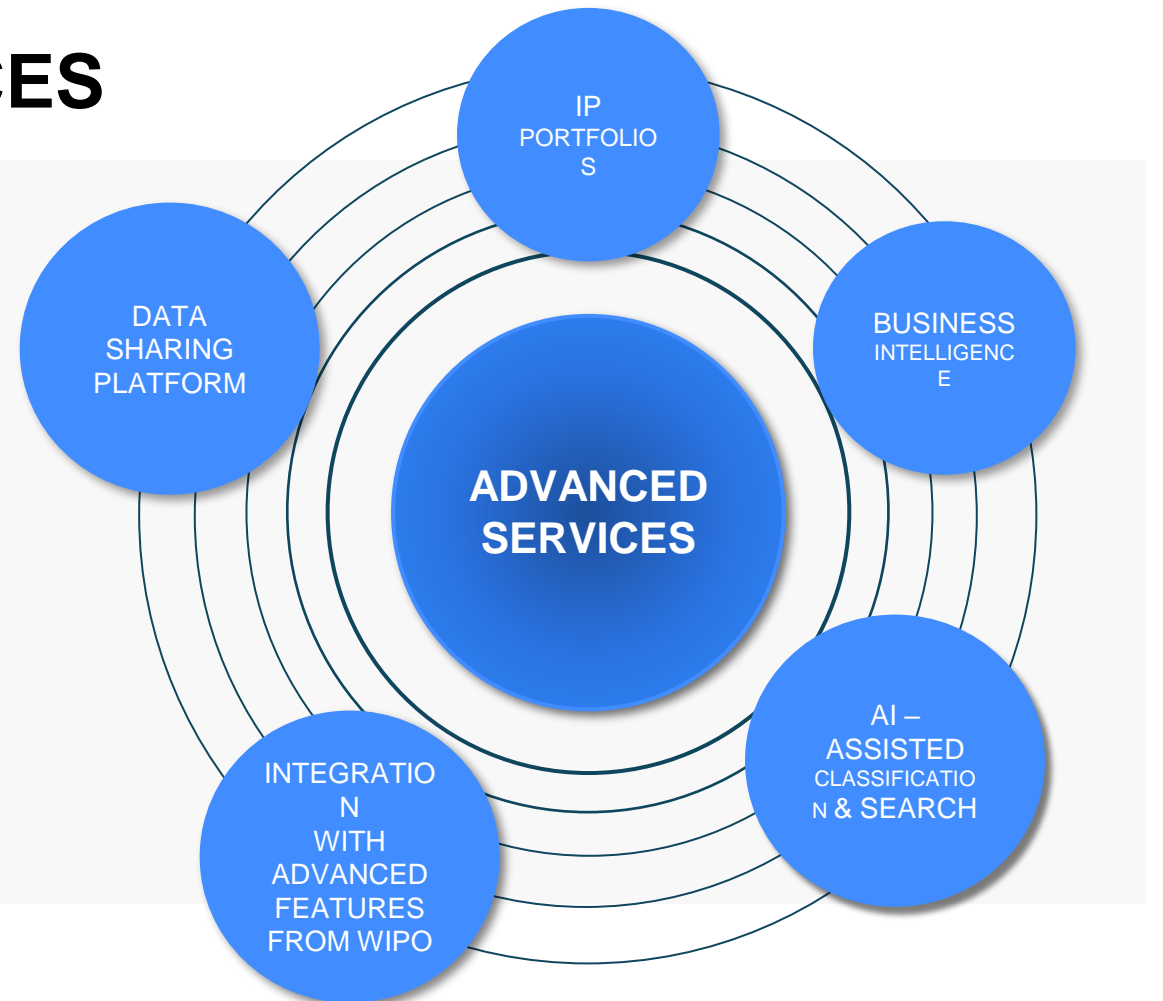 CES
IP
PORTFOLIO
S
DATA
SHARING
PLATFORM
BUSINESS
INTELLIGENC
E
ADVANCED
SERVICES
AI –
ASSISTED
CLASSIFICATIO
N & SEARCH
INTEGRATIO
N
WITH
ADVANCED
FEATURES
FROM WIPO